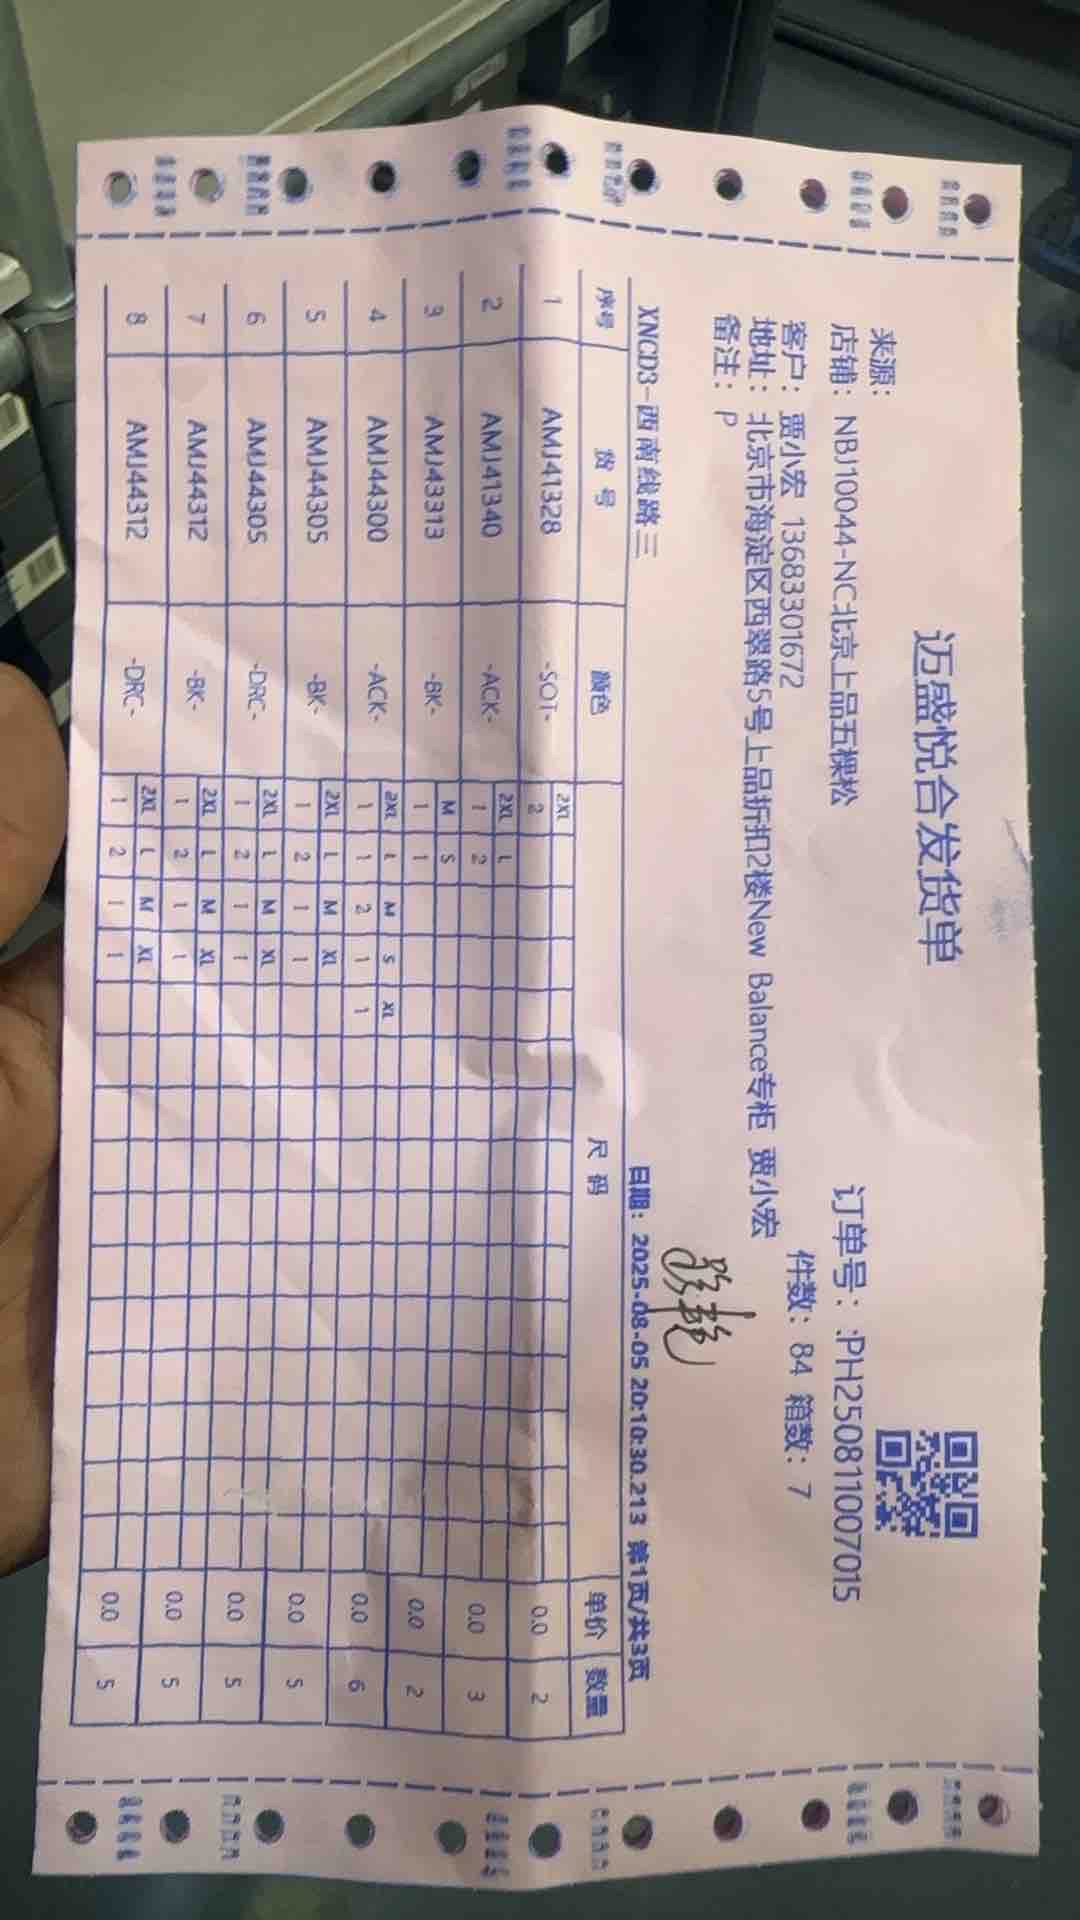 迈盛悦合发货单
来源:
店铺: NBJ10044-NC北京上品五棵松 订单号: :PH250811007015
客户: 贾小宏 13683301672 件数: 84 箱数: 7
地址: 北京市海淀区西翠路5号上品折扣2楼New Balance专柜 贾小宏
备注: P
XNCD3-西南线路三 日期: 2025-08-05 20:10:30.213 第1页/共3页
序号 货号 颜色 尺码 单价 数量
2XL
1 AMJ41328 -SOT- 2 0.0 2
2XL L
2 AMJ41340 -ACK- 1 2 0.0 3
M S
3 AMJ43313 -BK- 1 1 0.0 2
2XL L M S XL
4 AMJ44300 -ACK- 1 1 2 1 1 0.0 6
2XL L M XL
5 AMJ44305 -BK- 1 2 1 1 0.0 5
2XL L M XL
6 AMJ44305 -DRC- 1 2 1 1 0.0 5
2XL L M XL
7 AMJ44312 -BK- 1 2 1 1 0.0 5
2XL L M XL
8 AMJ44312 -DRC- 1 2 1 1 0.0 5